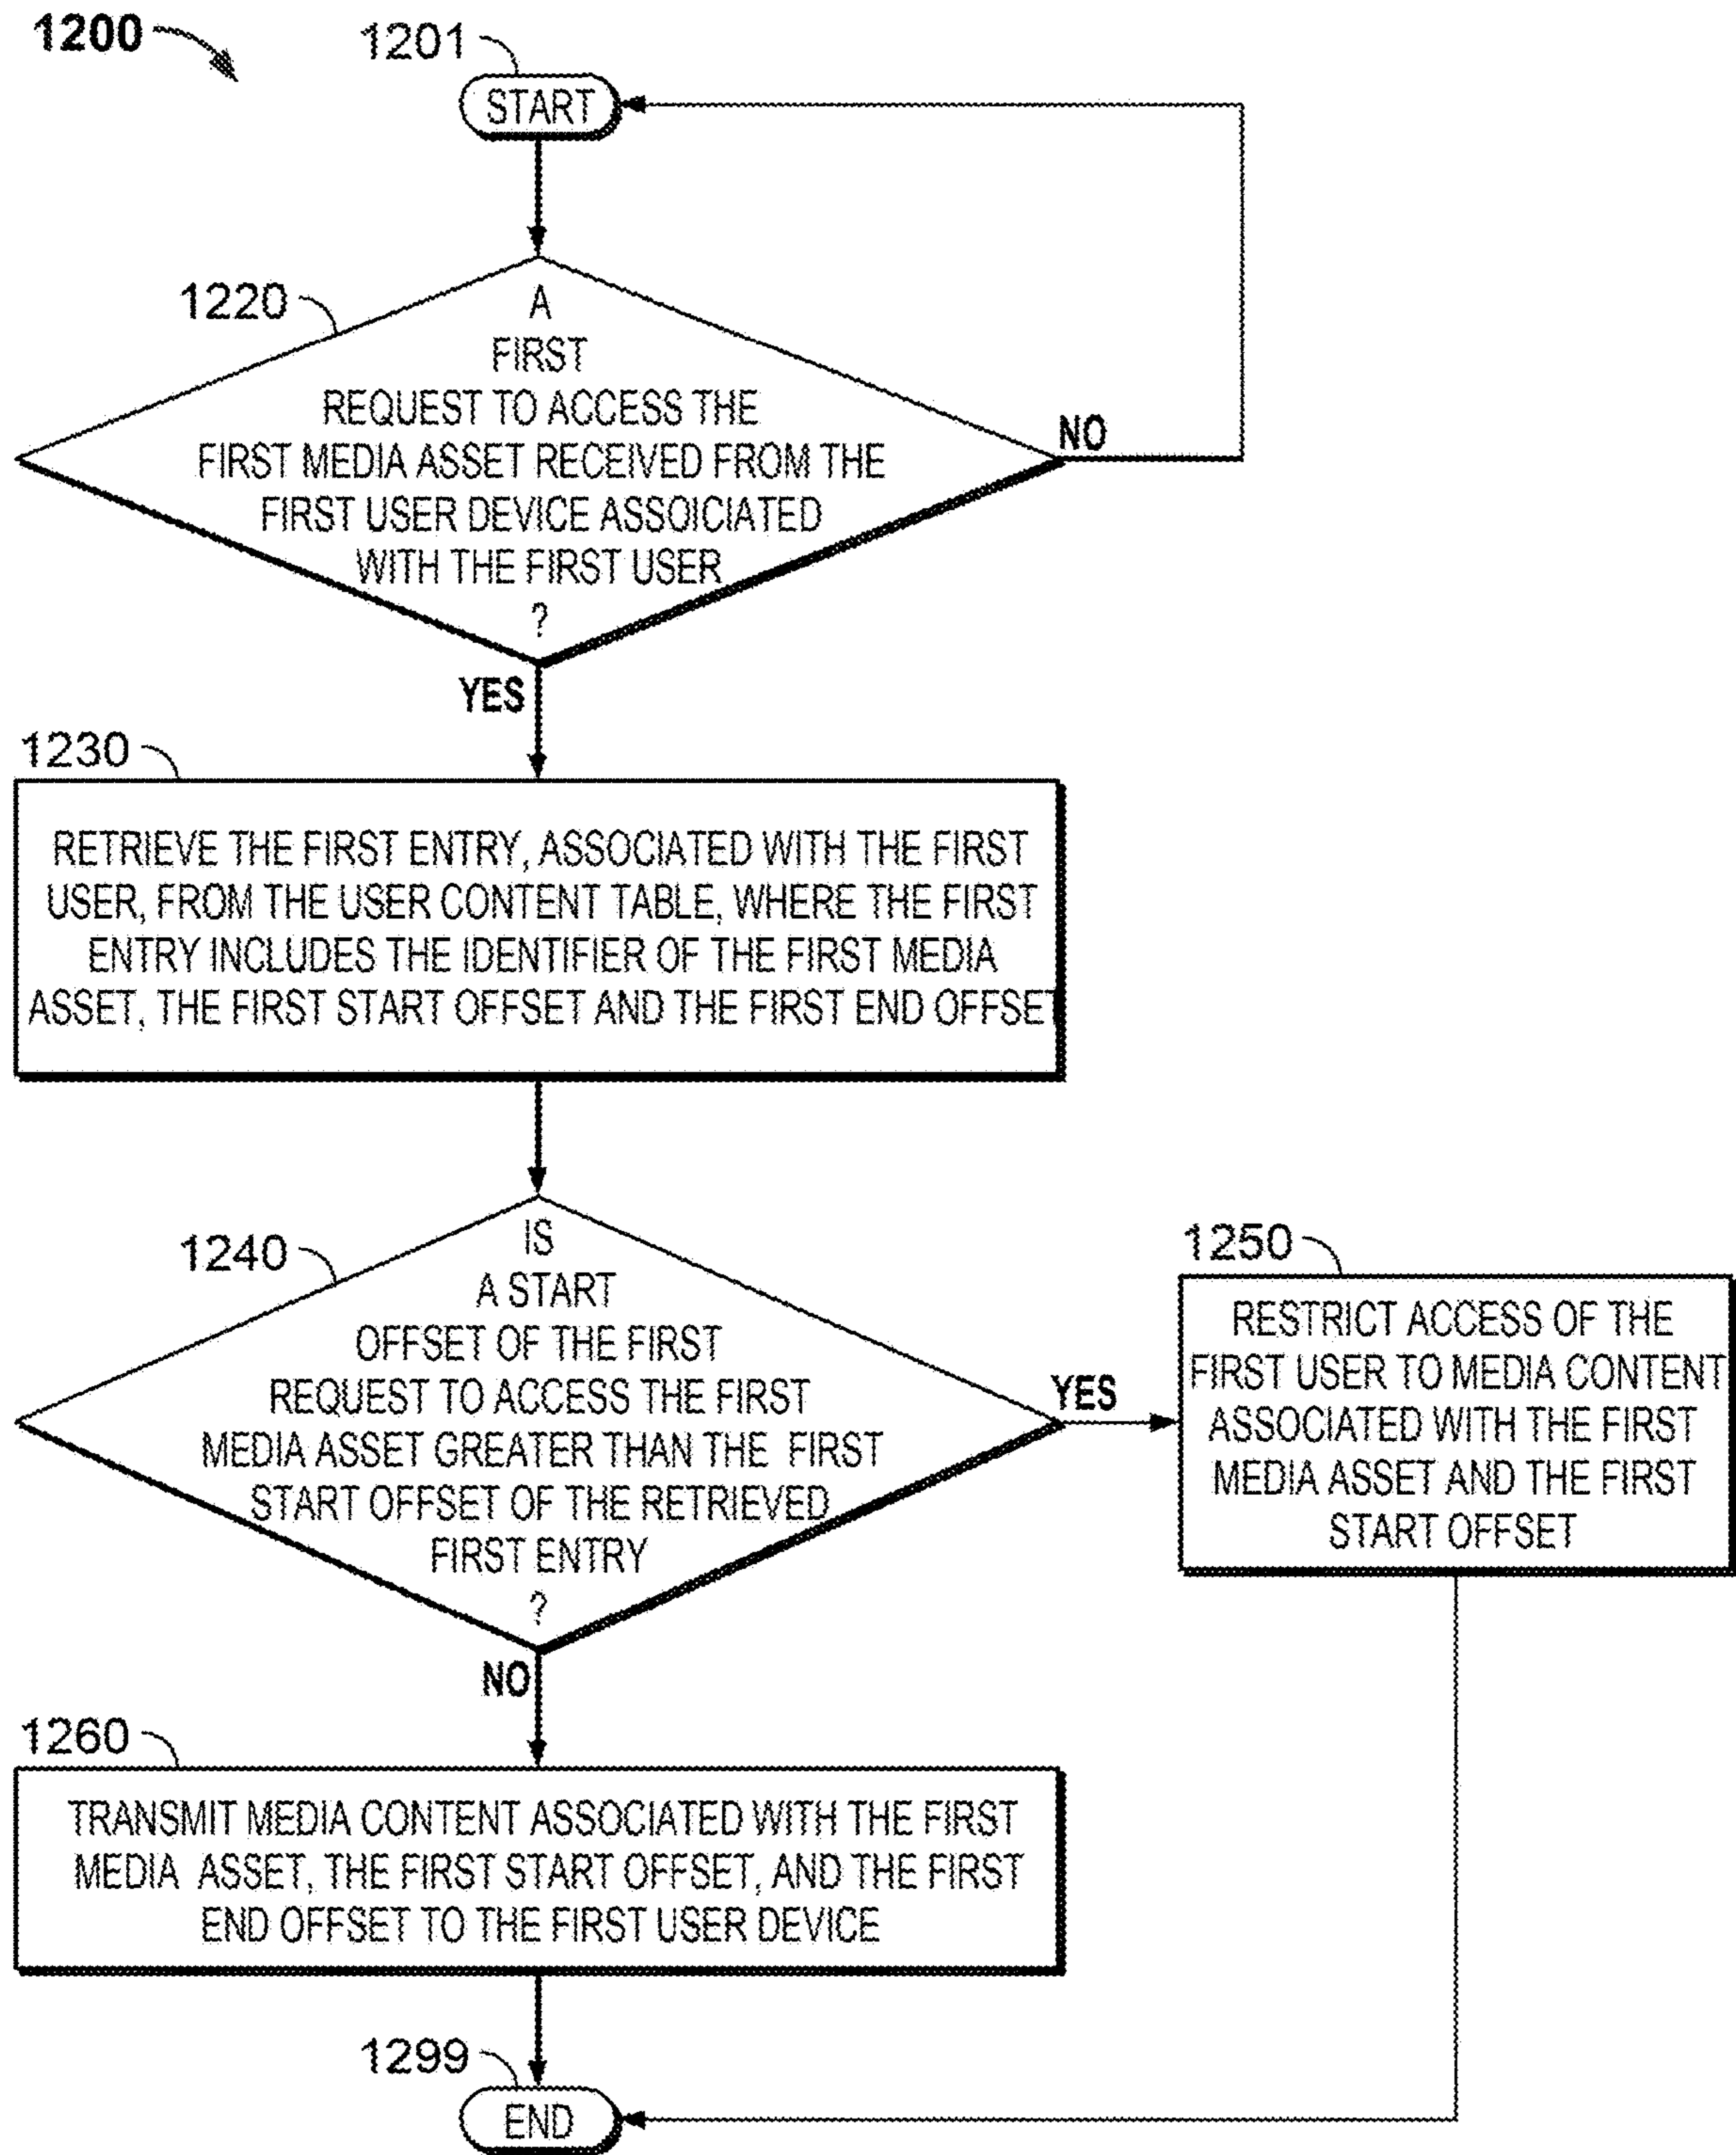 1200
1201
START
1220
A
FIRST
REQUEST TO ACCESS THE
FIRST MEDIA ASSET RECEIVED FROM THE
FIRST USER DEVICE ASSOICIATED
WITH THE FIRST USER
?
NO
YES
1230
RETRIEVE THE FIRST ENTRY, ASSOCIATED WITH THE FIRST
USER, FROM THE USER CONTENT TABLE, WHERE THE FIRST
ENTRY INCLUDES THE IDENTIFIER OF THE FIRST MEDIA
ASSET, THE FIRST START OFFSET AND THE FIRST END OFFSET
1240
IS
A START
OFFSET OF THE FIRST
REQUEST TO ACCESS THE FIRST
MEDIA ASSET GREATER THAN THE FIRST
START OFFSET OF THE RETRIEVED
FIRST ENTRY
?
YES
1250
RESTRICT ACCESS OF THE
FIRST USER TO MEDIA CONTENT
ASSOCIATED WITH THE FIRST
MEDIA ASSET AND THE FIRST
START OFFSET
NO
1260
TRANSMIT MEDIA CONTENT ASSOCIATED WITH THE FIRST
MEDIA ASSET, THE FIRST START OFFSET, AND THE FIRST
END OFFSET TO THE FIRST USER DEVICE
1299
END